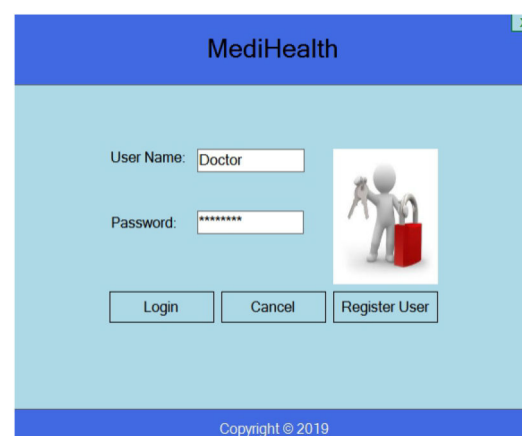 MediHealth
User Name: Doctor
Password: ********
Login Cancel Register User
Copyright © 2019